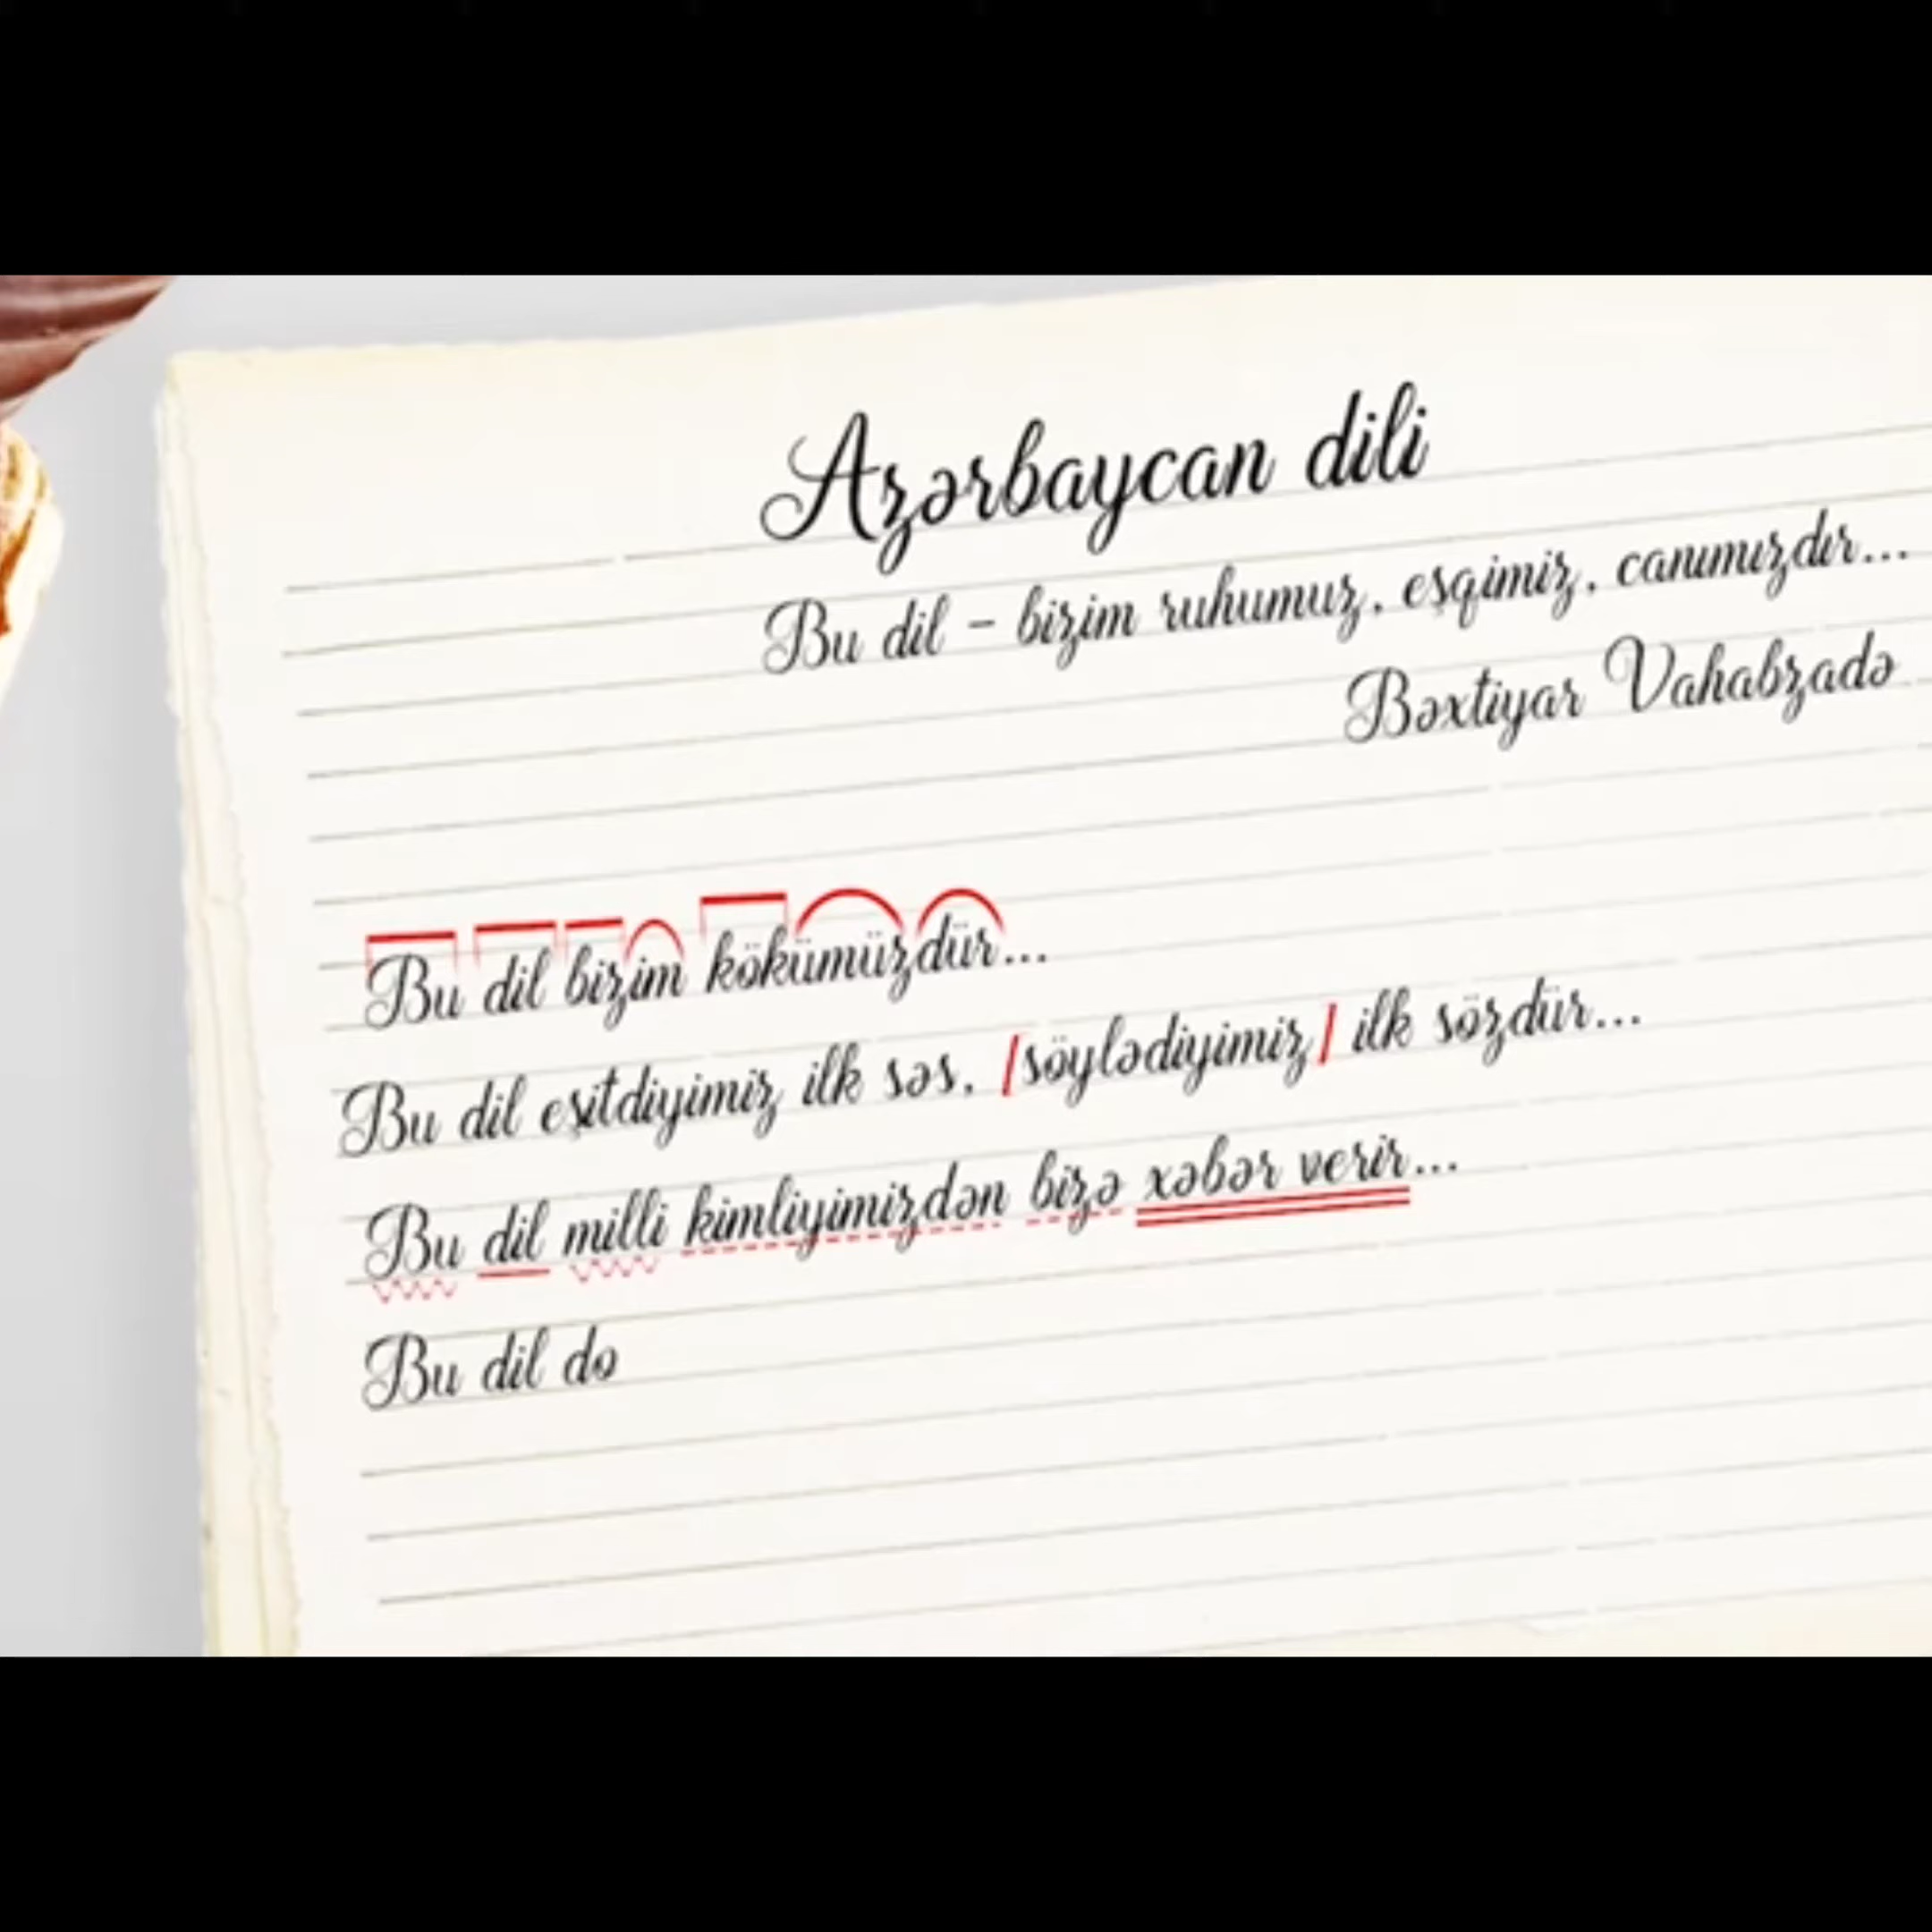 Azərbaycan dili
Bu dil - bizim ruhumuz, eşqimiz, canımızdır...
Bəxtiyar Vahabzadə
Bu dil bizim kökümüzdür...
Bu dil eşitdiyimiz ilk səs, /söylədiyimiz/ ilk sözdür...
Bu dil milli kimliyimizdən bizə xəbər verir...
Bu dil do